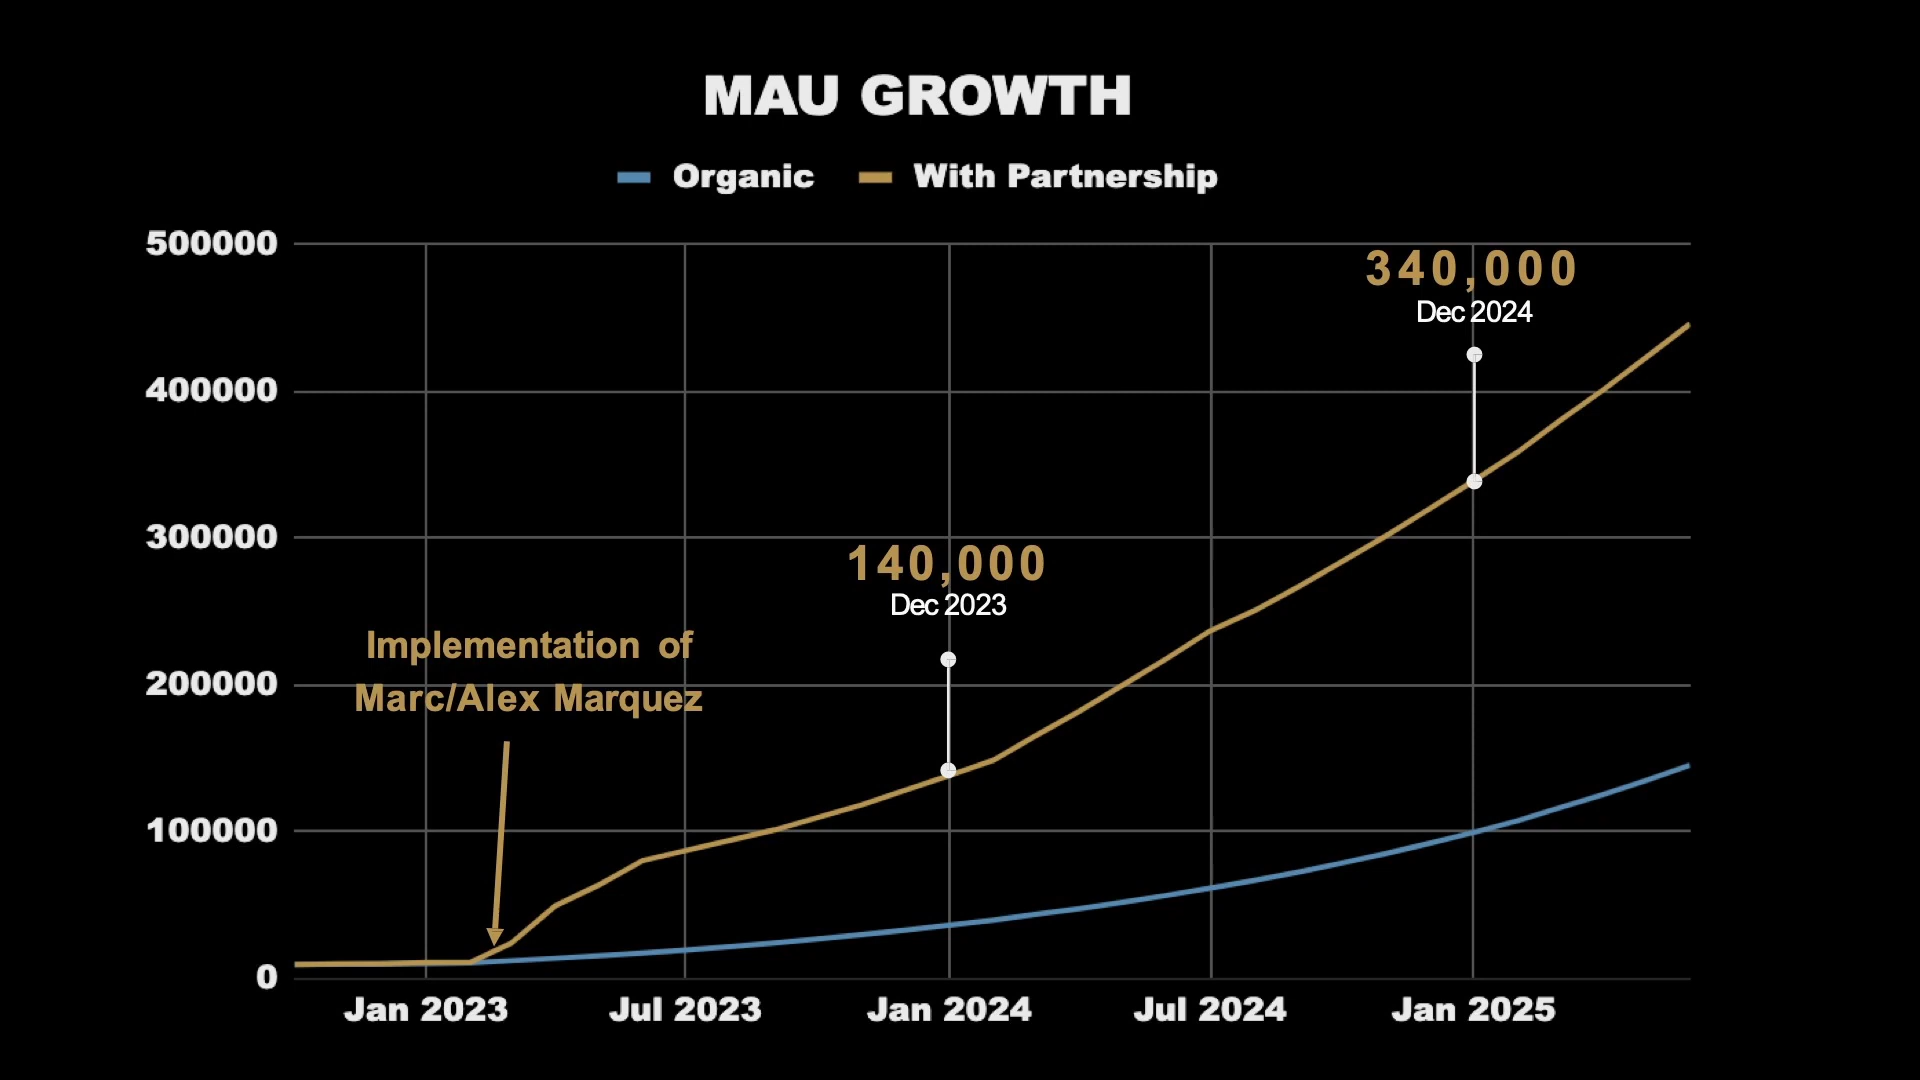 MAU GROWTH
Organic With Partnership
500000
340,000
Dec 2024
400000
300000
140,000
Dec 2023
Implementation of
200000
Marc/Alex Marquez
100000
0
Jan 2023 Jul 2023 Jan 2024 Jul 2024 Jan 2025